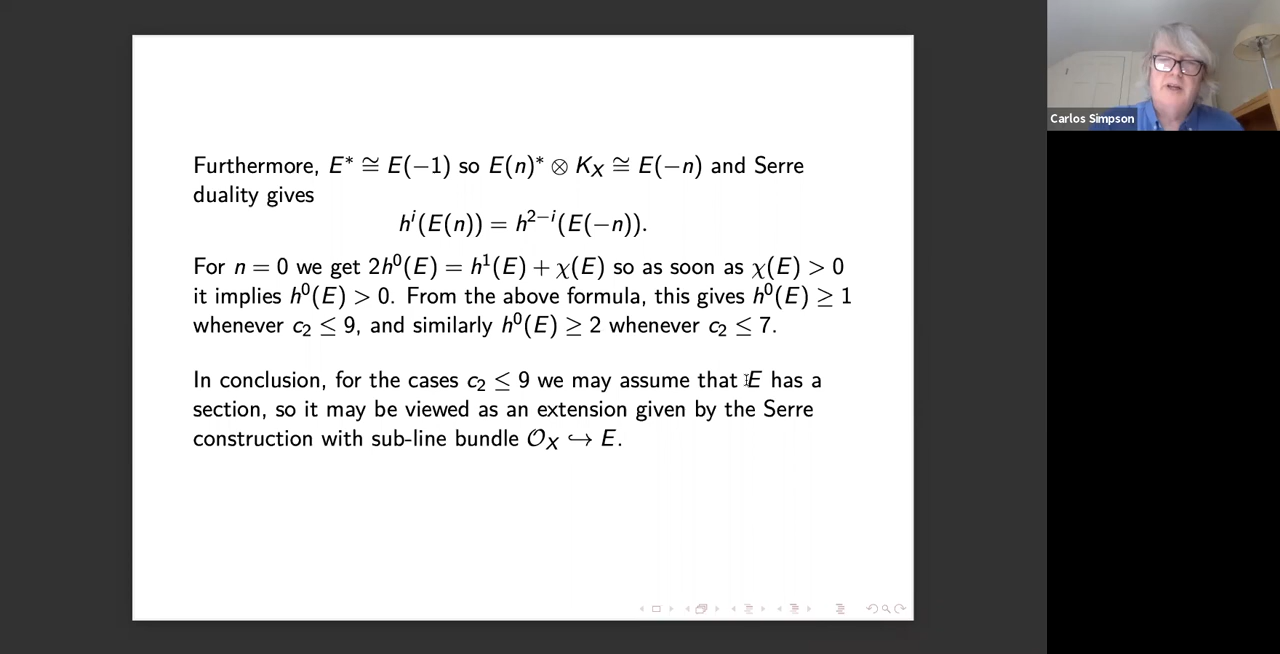 Furthermore, E* ≅ E(−1) so E(n)* ⊗ K_X ≅ E(−n) and Serre
duality gives
h^i(E(n)) = h^{2−i}(E(−n)).
For n = 0 we get 2h^0(E) = h^1(E) + χ(E) so as soon as χ(E) > 0
it implies h^0(E) > 0. From the above formula, this gives h^0(E) ≥ 1
whenever c_2 ≤ 9, and similarly h^0(E) ≥ 2 whenever c_2 ≤ 7.
In conclusion, for the cases c_2 ≤ 9 we may assume that E has a
section, so it may be viewed as an extension given by the Serre
construction with sub-line bundle 𝒪_X ↪ E.
Carlos Simpson